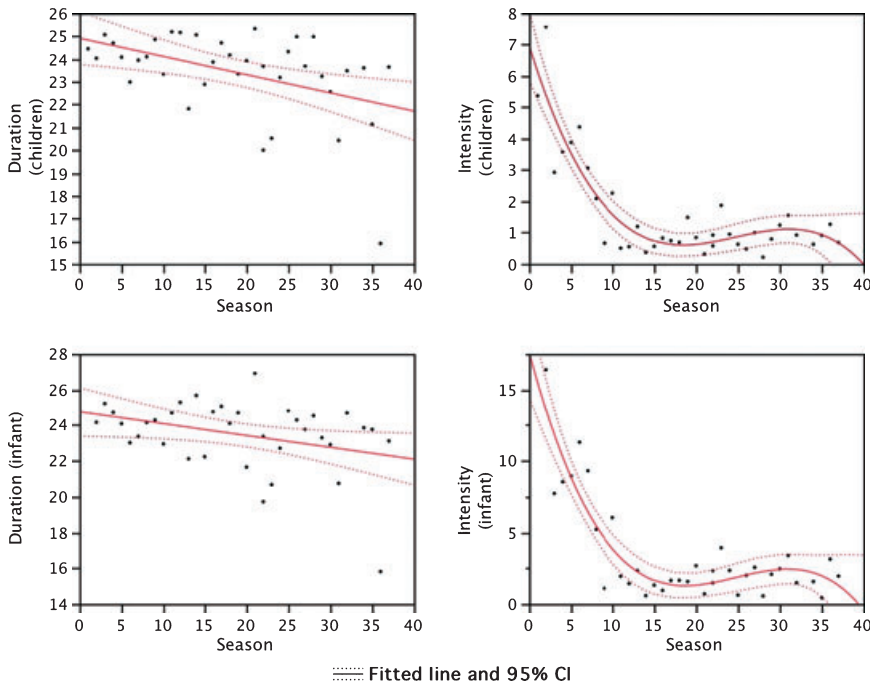 26
25
24
23
22
21
20
19
18
17
16
15
Duration
(children)
0 5 10 15 20 25 30 35 40
Season
8
7
6
5
4
3
2
1
0
Intensity
(children)
0 5 10 15 20 25 30 35 40
Season
28
26
24
22
20
18
16
14
Duration (infant)
0 5 10 15 20 25 30 35 40
Season
15
10
5
0
Intensity
(infant)
0 5 10 15 20 25 30 35 40
Season
Fitted line and 95% CI